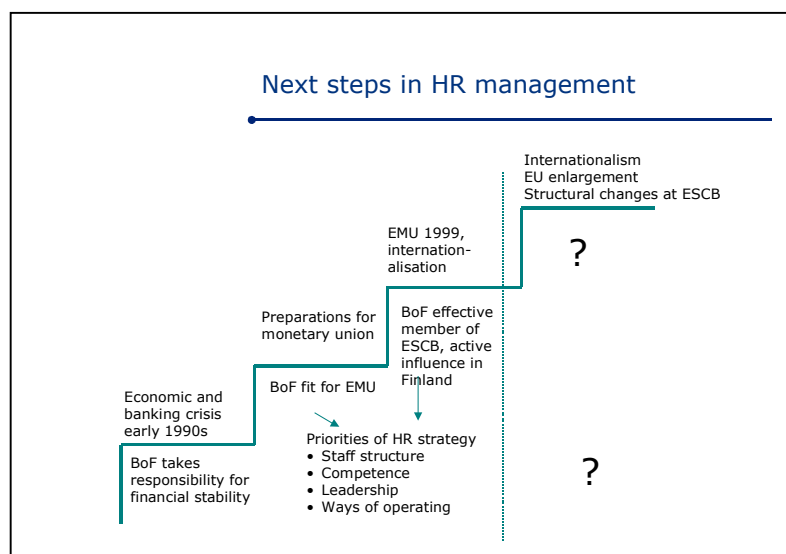 Next steps in HR management
Internationalism
EU enlargement
Structural changes at ESCB
?
EMU 1999,
internation-
alisation
Preparations for
monetary union
BoF effective
member of
ESCB, active
influence in
Finland
BoF fit for EMU
Economic and
banking crisis
early 1990s
BoF takes
responsibility for
financial stability
Priorities of HR strategy
• Staff structure
• Competence
• Leadership
• Ways of operating
?